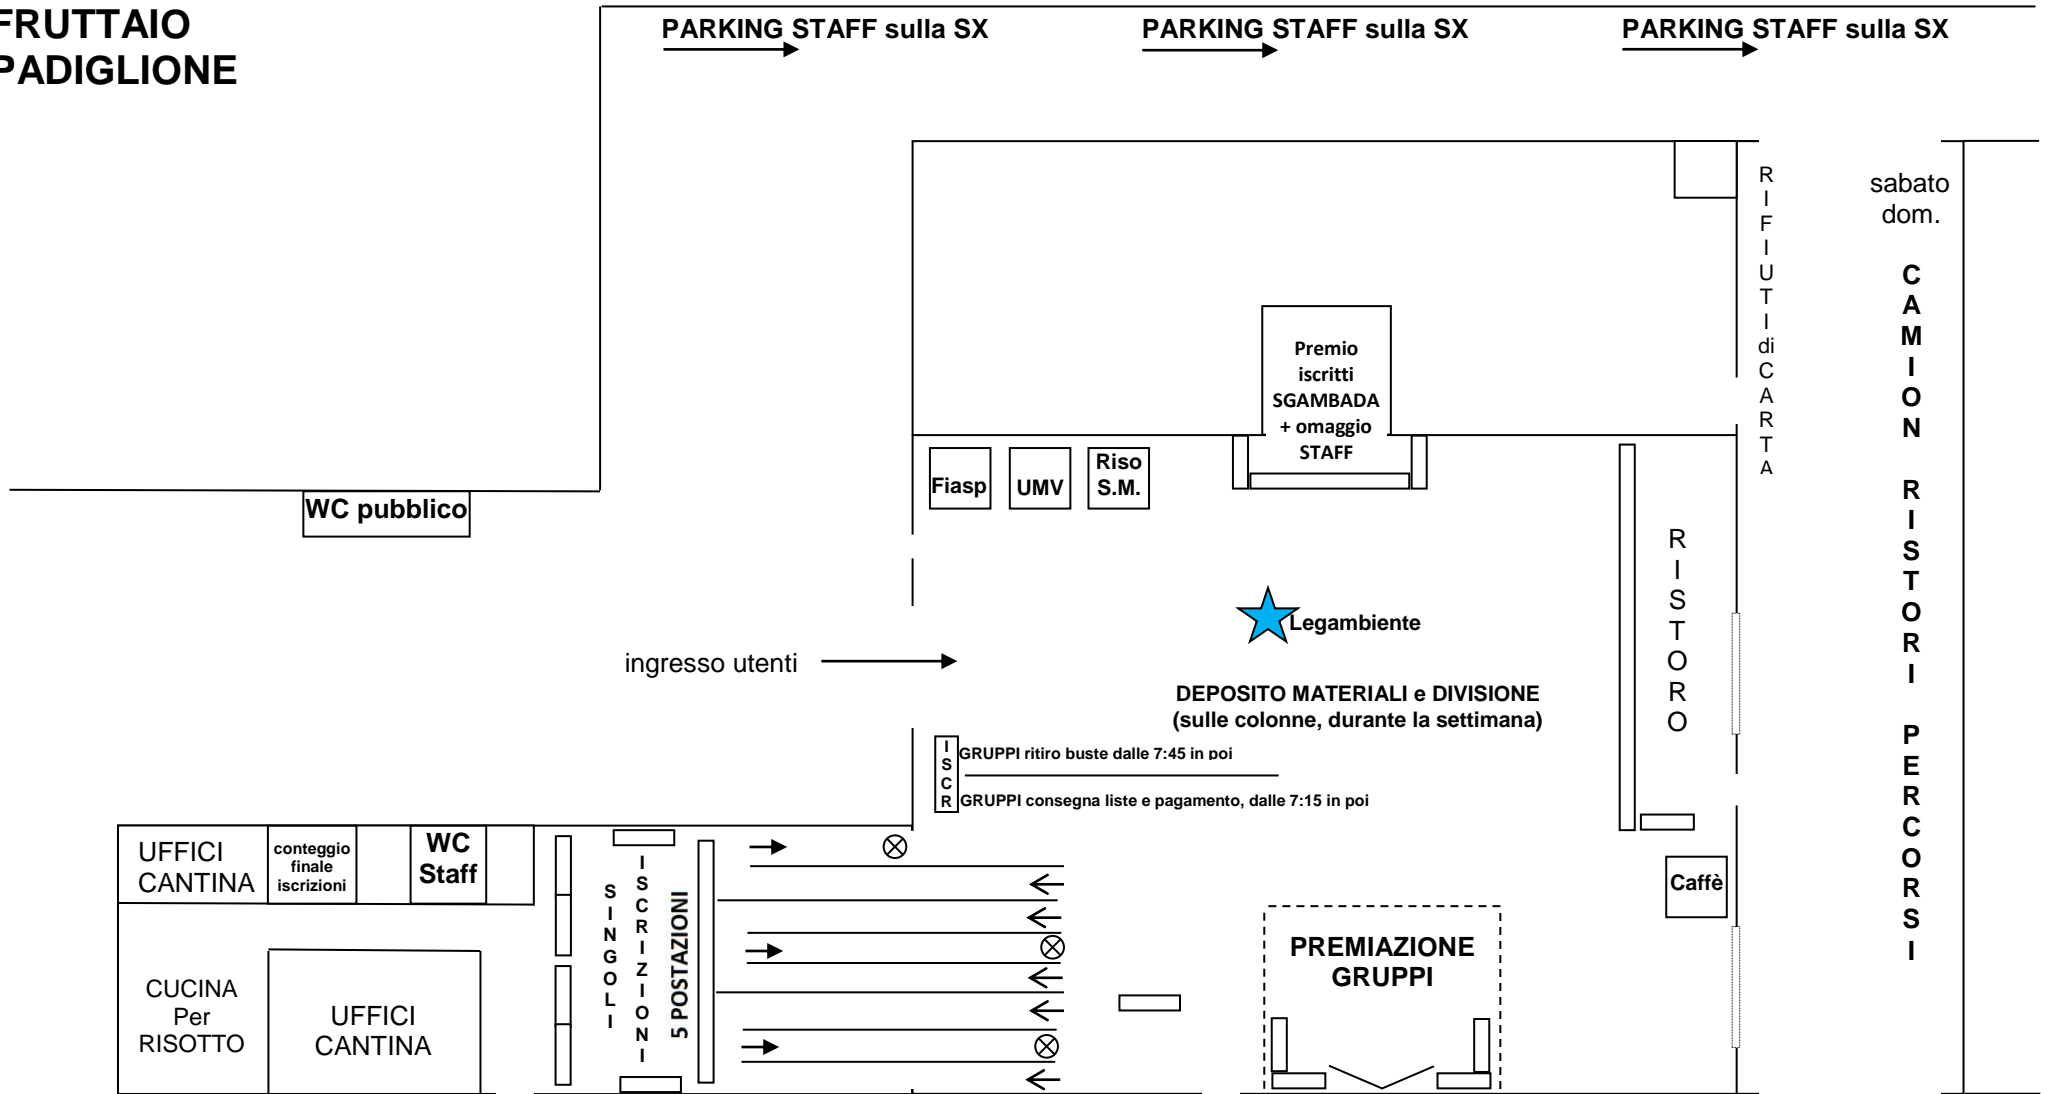 FRUTTAIO
PADIGLIONE
PARKING STAFF sulla SX
PARKING STAFF sulla SX
PARKING STAFF sulla SX
RIFIUTI di CARTA
sabato
dom.
CAMION RISTORI PERCORSI
Premio
iscritti
SGAMBADA
+ omaggio
STAFF
Fiasp
UMV
Riso
S.M.
WC pubblico
RISTORO
Legambiente
ingresso utenti
DEPOSITO MATERIALI e DIVISIONE
(sulle colonne, durante la settimana)
ISCR
GRUPPI ritiro buste dalle 7:45 in poi
GRUPPI consegna liste e pagamento, dalle 7:15 in poi
UFFICI
CANTINA
conteggio
finale
iscrizioni
WC
Staff
SINGOLI
ISCRIZIONI
5 POSTAZIONI
Caffè
PREMIAZIONE
GRUPPI
CUCINA
Per
RISOTTO
UFFICI
CANTINA